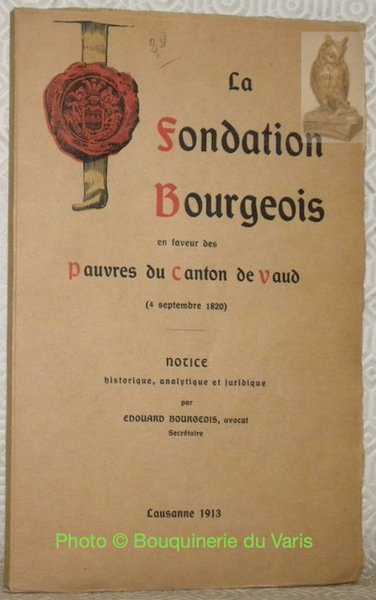 La
Fondation
Bourgeois
en faveur des
Pauvres du Canton de Vaud
(4 septembre 1820)
NOTICE
historique, analytique et juridique
par
EDOUARD BOURGEOIS, avocat
Secrétaire
Lausanne 1913
Photo © Bouquinerie du Varis